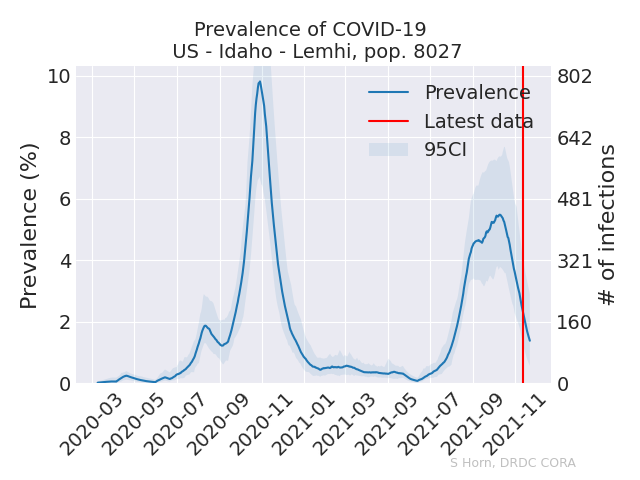 Prevalence of COVID-19
US - Idaho - Lemhi, pop. 8027
Prevalence
Latest data
95CI
Prevalence (%)
10
8
6
4
2
0
802
642
481
321
160
0
# of infections
2020-03
2020-05
2020-07
2020-09
2020-11
2021-01
2021-03
2021-05
2021-07
2021-09
2021-11
S Horn, DRDC CORA